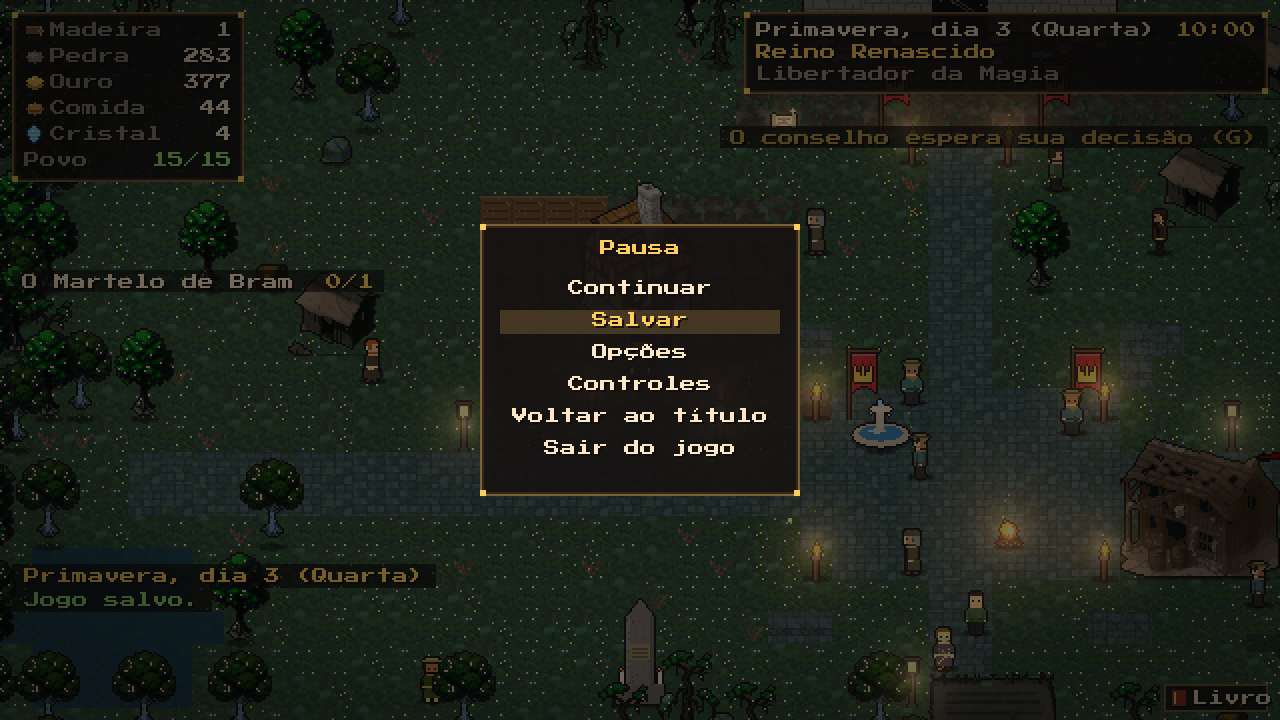 Madeira 1
Pedra 283
Ouro 377
Comida 44
Cristal 4
Povo 15/15
Primavera, dia 3 (Quarta) 10:00
Reino Renascido
Libertador da Magia
O conselho espera sua decisão (G)
O Martelo de Bram 0/1
Pausa
Continuar
Salvar
Opções
Controles
Voltar ao título
Sair do jogo
Primavera, dia 3 (Quarta)
Jogo salvo.
Livro